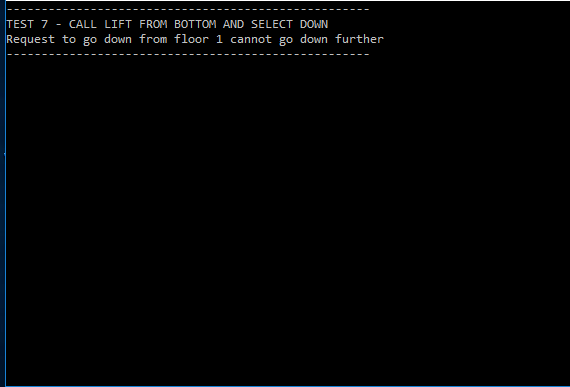 ----------------------------------------------------
TEST 7 - CALL LIFT FROM BOTTOM AND SELECT DOWN
Request to go down from floor 1 cannot go down further
----------------------------------------------------